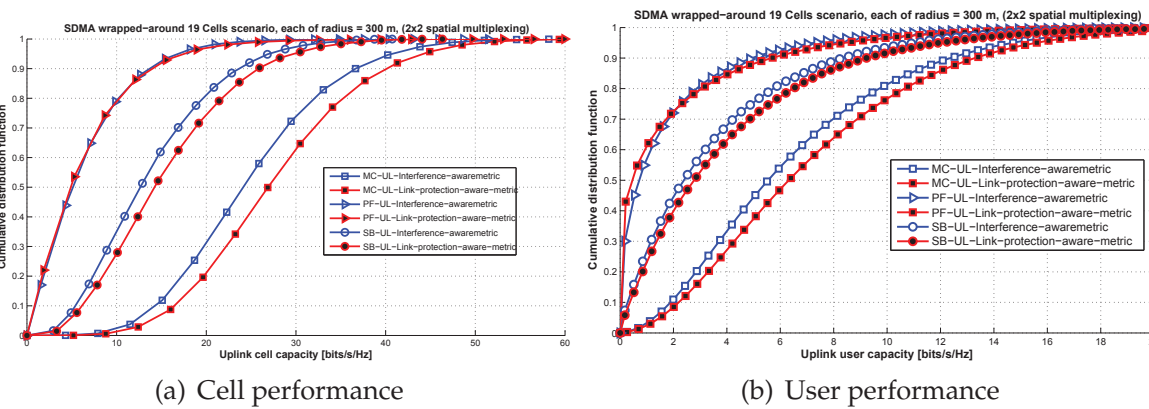 SDMA wrapped−around 19 Cells scenario, each of radius = 300 m, (2x2 spatial multiplexing)
1
0.9
0.8
0.7
0.6
0.5
0.4
0.3
0.2
0.1
0
Cumulative distribution function
MC−UL−Interference−awaremetric
MC−UL−Link−protection−aware−metric
PF−UL−Interference−awaremetric
PF−UL−Link−protection−aware−metric
SB−UL−Interference−awaremetric
SB−UL−Link−protection−aware−metric
0 10 20 30 40 50 60
Uplink cell capacity [bits/s/Hz]
(a) Cell performance
SDMA wrapped−around 19 Cells scenario, each of radius = 300 m, (2x2 spatial multiplexing)
1
0.9
0.8
0.7
0.6
0.5
0.4
0.3
0.2
0.1
0
Cumulative distribution function
MC−UL−Interference−awaremetric
MC−UL−Link−protection−aware−metric
PF−UL−Interference−awaremetric
PF−UL−Link−protection−aware−metric
SB−UL−Interference−awaremetric
SB−UL−Link−protection−aware−metric
0 2 4 6 8 10 12 14 16 18
Uplink user capacity [bits/s/Hz]
(b) User performance